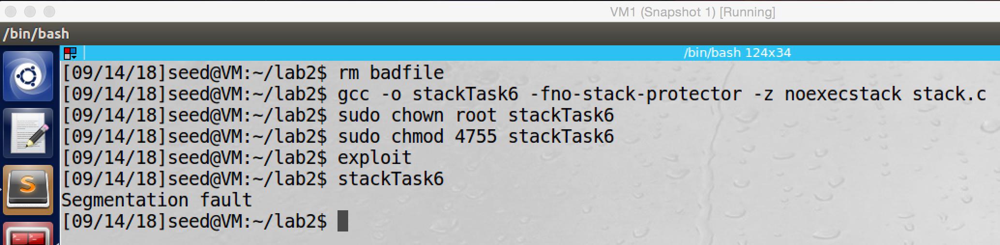 VM1 (Snapshot 1) [Running]
/bin/bash
/bin/bash 124x34
[09/14/18]seed@VM:~/lab2$ rm badfile
[09/14/18]seed@VM:~/lab2$ gcc -o stackTask6 -fno-stack-protector -z noexecstack stack.c
[09/14/18]seed@VM:~/lab2$ sudo chown root stackTask6
[09/14/18]seed@VM:~/lab2$ sudo chmod 4755 stackTask6
[09/14/18]seed@VM:~/lab2$ exploit
[09/14/18]seed@VM:~/lab2$ stackTask6
Segmentation fault
[09/14/18]seed@VM:~/lab2$